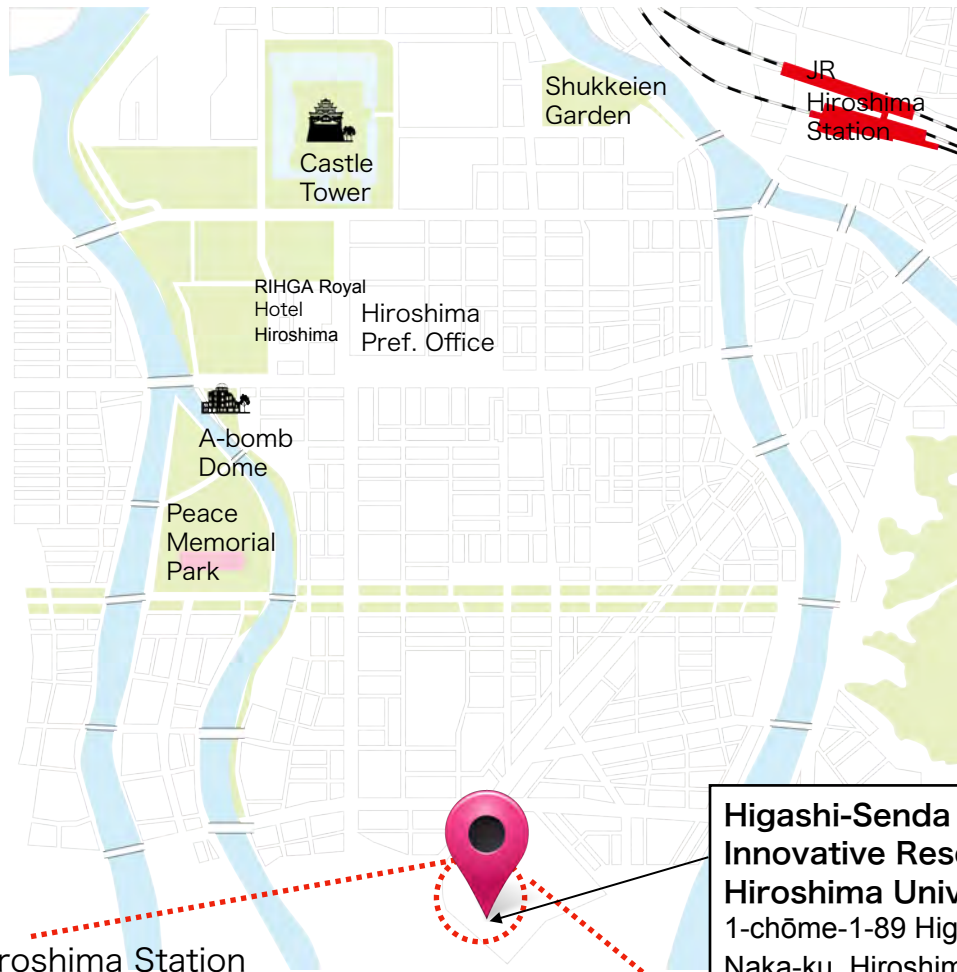 JR
Hiroshima
Station
Shukkeien
Garden
Castle
Tower
RIHGA Royal
Hotel
Hiroshima
Hiroshima
Pref. Office
A-bomb
Dome
Peace
Memorial
Park
Higashi-Senda
Innovative Rese
Hiroshima Univ
1-chōme-1-89 Hig
Naka-ku, Hiroshim
roshima Station